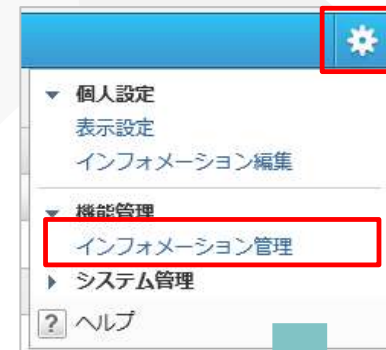 個人設定
表示設定
インフォメーション編集
機能管理
インフォメーション管理
システム管理
? ヘルプ